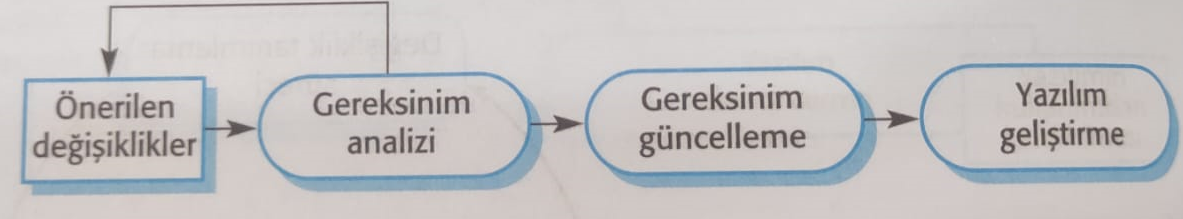 Önerilen
değişiklikler
Gereksinim
analizi
Gereksinim
güncelleme
Yazılım
geliştirme